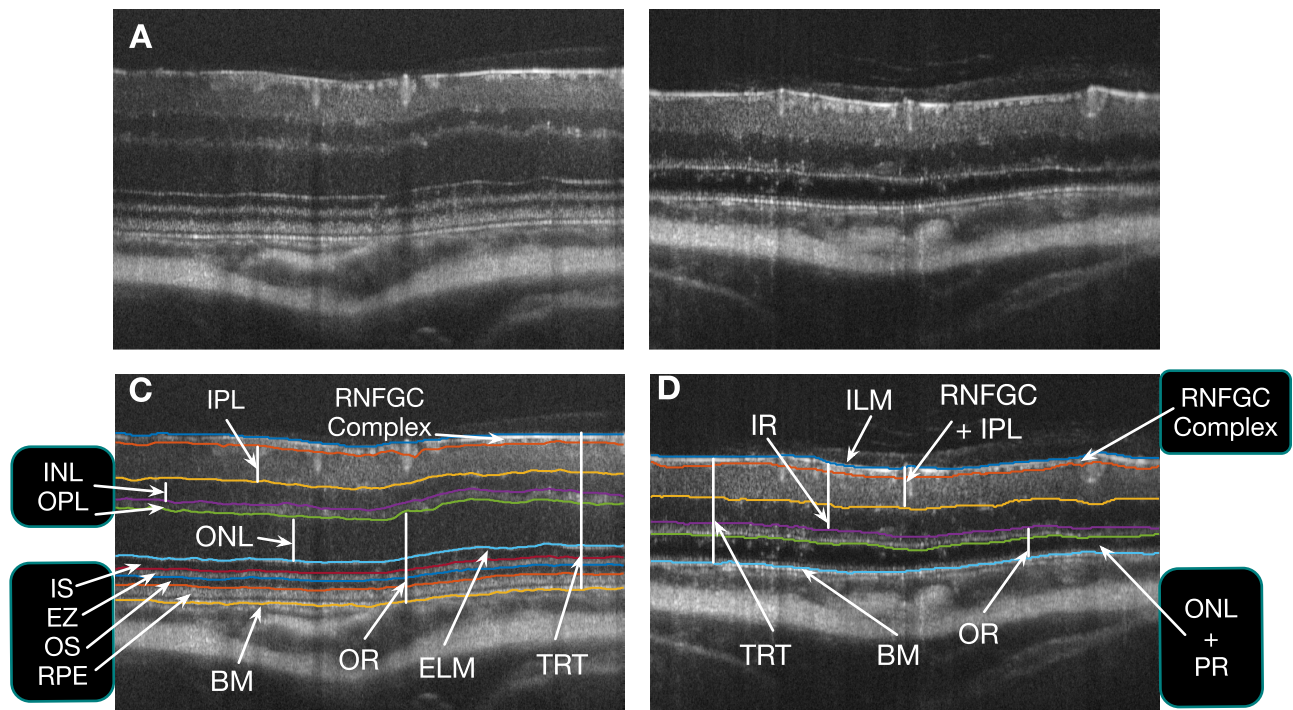 A
C
IPL
RNFGC
Complex
INL
OPL
ONL
IS
EZ
OS
RPE
BM
OR
ELM
TRT
D
IR
ILM
RNFGC
+ IPL
RNFGC
Complex
TRT
BM
OR
ONL
+
PR